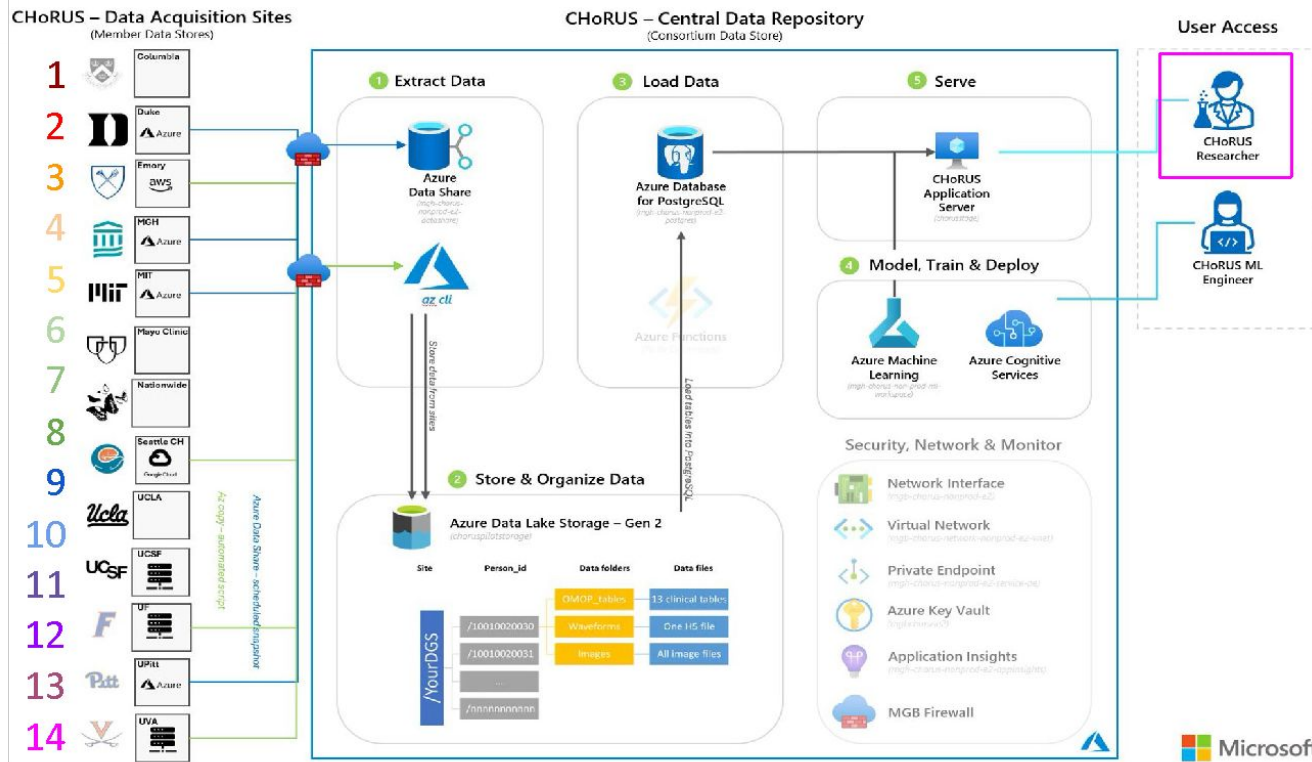 CHoRUS – Data Acquisition Sites
(Member Data Stores)
CHoRUS – Central Data Repository
(Consortium Data Store)
User Access
1
Columbia
2
Duke
Azure
3
Emory
aws
4
MGH
Azure
5
MIT
MIT
Azure
6
Mayo Clinic
7
Nationwide
8
Seattle CH
Google Cloud
9
UCLA
Ucla
10
UCSF
UCSF
11
UF
F
12
UPitt
Pitt
Azure
13
UVA
V
14
Az copy – automated script
Azure Data Share – scheduled snapshot
1 Extract Data
Azure
Data Share
az cli
Store data from sites
3 Load Data
Azure Database
for PostgreSQL
Azure Functions
Load tables into PostgreSQL
5 Serve
CHoRUS
Application
Server
4 Model, Train & Deploy
Azure Machine
Learning
Azure Cognitive
Services
CHoRUS
Researcher
CHoRUS ML
Engineer
2 Store & Organize Data
Azure Data Lake Storage – Gen 2
(choruspilotstorage)
Site
Person_id
Data folders
Data files
/YourDGS
/10010020030
/10010020031
...
/nnnnnnnnnnn
OMOP_tables
Waveforms
Images
13 clinical tables
One H5 file
All image files
Security, Network & Monitor
Network Interface
Virtual Network
Private Endpoint
Azure Key Vault
Application Insights
MGB Firewall
Microsoft